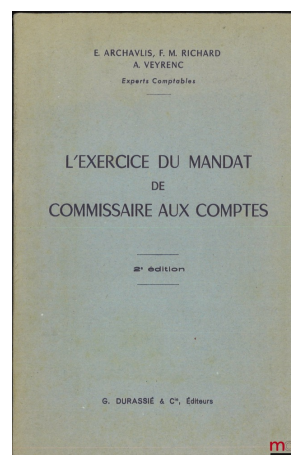 E. ARCHAVLIS, F. M. RICHARD
A. VEYRENC
Experts Comptables
L'EXERCICE DU MANDAT
DE
COMMISSAIRE AUX COMPTES
2ᵉ édition
G. DURASSIÉ & Cⁱᵉ, Éditeurs